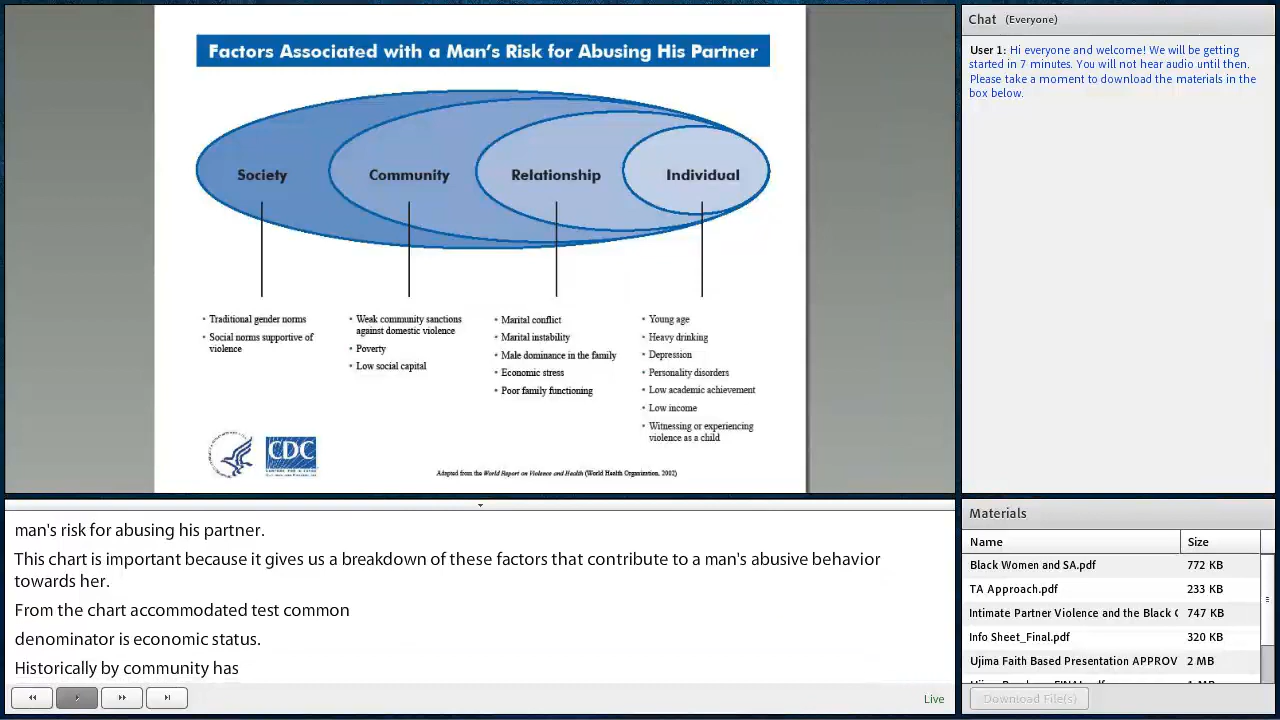 Factors Associated with a Man's Risk for Abusing His Partner
Society
Community
Relationship
Individual
• Traditional gender norms
• Social norms supportive of
violence
• Weak community sanctions
against domestic violence
• Poverty
• Low social capital
• Marital conflict
• Marital instability
• Male dominance in the family
• Economic stress
• Poor family functioning
• Young age
• Heavy drinking
• Depression
• Personality disorders
• Low academic achievement
• Low income
• Witnessing or experiencing
violence as a child
CDC
Adapted from the World Report on Violence and Health (World Health Organization, 2002)
man's risk for abusing his partner.
This chart is important because it gives us a breakdown of these factors that contribute to a man's abusive behavior
towards her.
From the chart accommodated test common
denominator is economic status.
Historically by community has
Live
Chat (Everyone)
User 1: Hi everyone and welcome! We will be getting
started in 7 minutes. You will not hear audio until then.
Please take a moment to download the materials in the
box below.
Materials
Name Size
Black Women and SA.pdf 772 KB
TA Approach.pdf 233 KB
Intimate Partner Violence and the Black 747 KB
Info Sheet_Final.pdf 320 KB
Ujima Faith Based Presentation APPROV 2 MB
Download File(s)